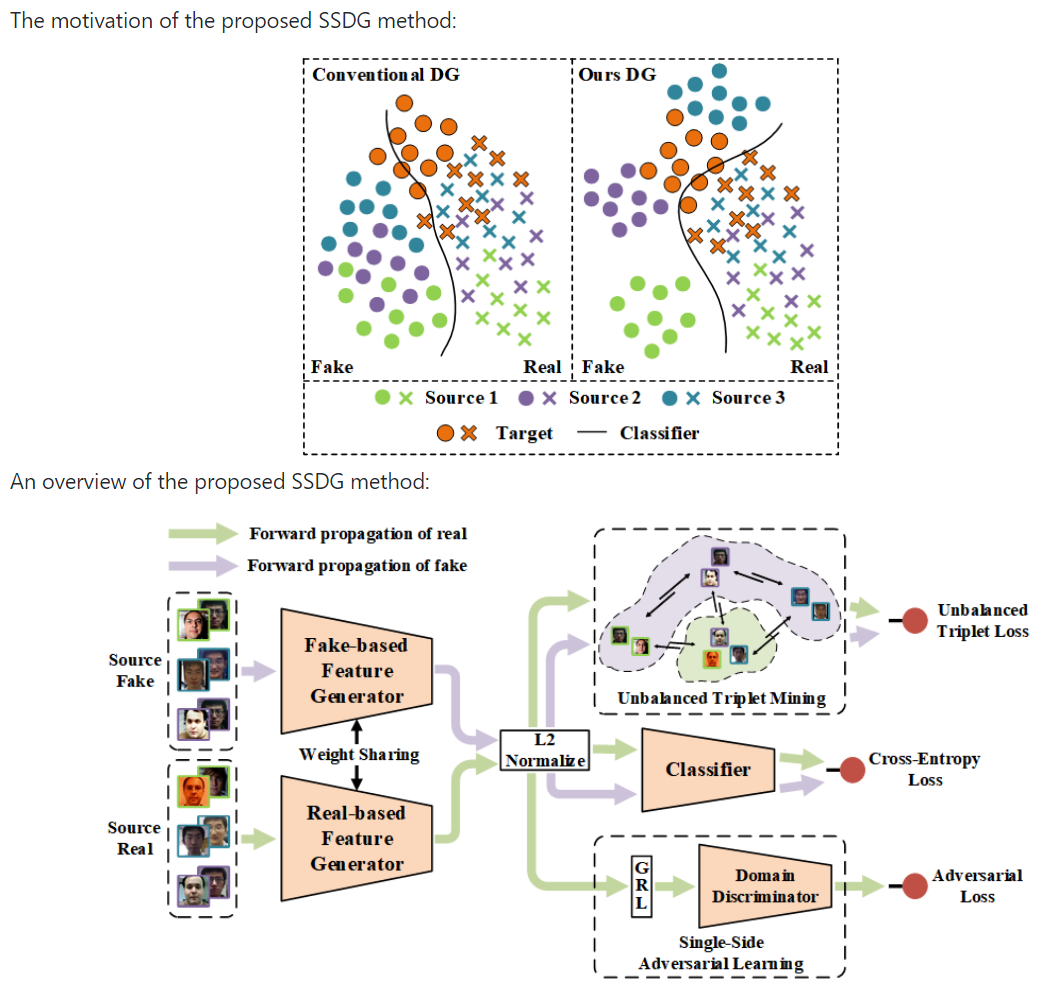 The motivation of the proposed SSDG method:
Conventional DG
Ours DG
Fake
Real
Fake
Real
Source 1
Source 2
Source 3
Target
Classifier
An overview of the proposed SSDG method:
Forward propagation of real
Forward propagation of fake
Source
Fake
Fake-based
Feature
Generator
Weight Sharing
Source
Real
Real-based
Feature
Generator
L2
Normalize
Unbalanced Triplet Mining
Unbalanced
Triplet Loss
Classifier
Cross-Entropy
Loss
G
R
L
Domain
Discriminator
Single-Side
Adversarial Learning
Adversarial
Loss